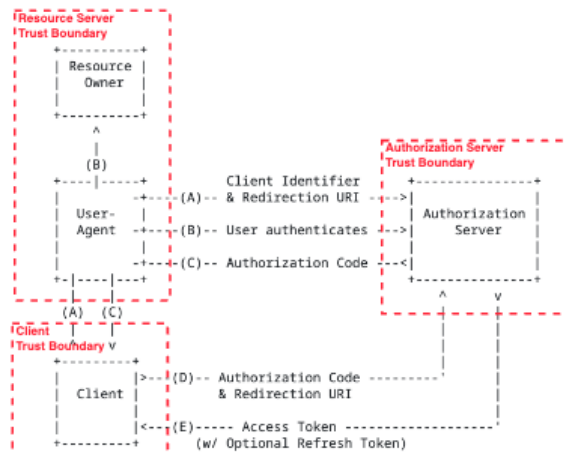 Resource Server
Trust Boundary
Resource
Owner
(B)
Authorization Server
Trust Boundary
Client Identifier
(A)-- & Redirection URI
User-
Agent
(B)-- User authenticates
Authorization
Server
(C)-- Authorization Code
(A) (C)
Client
Trust Boundary
Client
(D)-- Authorization Code
& Redirection URI
(E)----- Access Token
(w/ Optional Refresh Token)